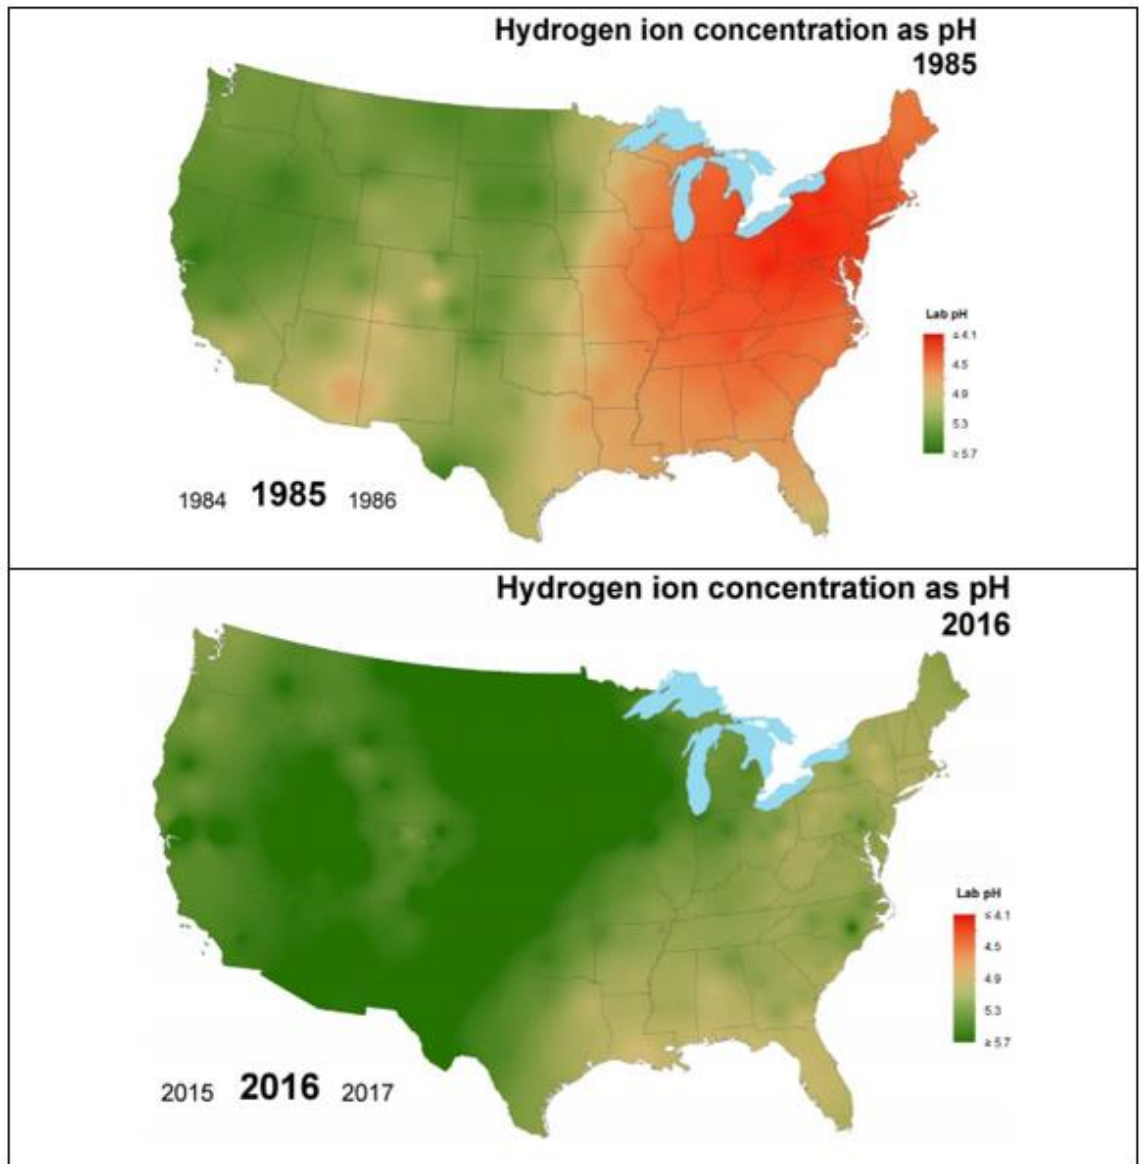 Hydrogen ion concentration as pH
1985
Lab pH
≤4.1
4.5
4.9
5.3
≥5.7
1984 1985 1986
Hydrogen ion concentration as pH
2016
Lab pH
≤4.1
4.5
4.9
5.3
≥5.7
2015 2016 2017